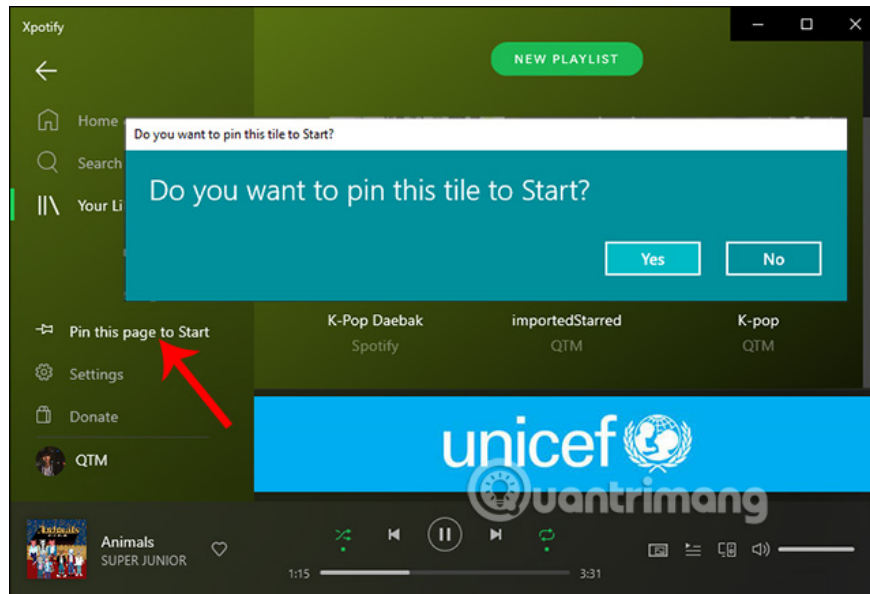 Xpotify
NEW PLAYLIST
Home
Search
Your Li
Do you want to pin this tile to Start?
Do you want to pin this tile to Start?
Yes
No
Pin this page to Start
Settings
Donate
QTM
K-Pop Daebak
Spotify
importedStarred
QTM
K-pop
QTM
unicef
Quantrimang
Animals
SUPER JUNIOR
1:15
3:31